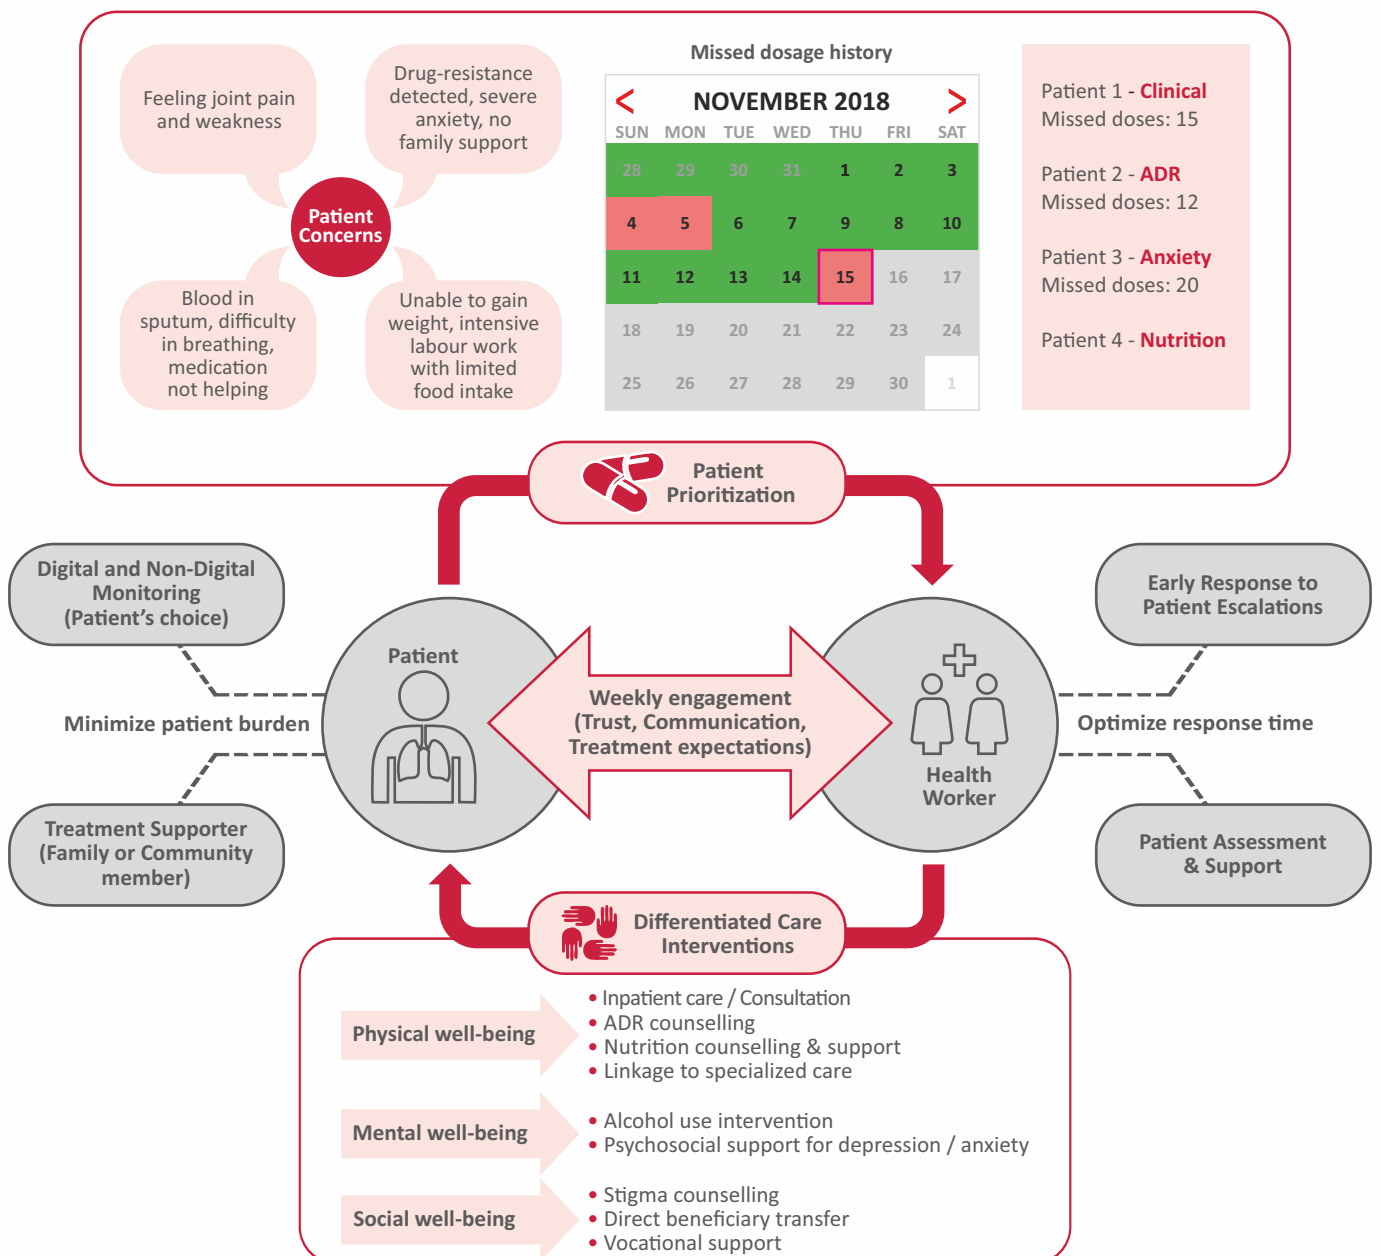 Feeling joint pain
and weakness
Drug-resistance
detected, severe
anxiety, no
family support
Patient
Concerns
Blood in
sputum, difficulty
in breathing,
medication
not helping
Unable to gain
weight, intensive
labour work
with limited
food intake
Missed dosage history
< NOVEMBER 2018 >
SUN MON TUE WED THU FRI SAT
28 29 30 31 1 2 3
4 5 6 7 9 8 10
11 12 13 14 15 16 17
18 19 20 21 22 23 24
25 26 27 28 29 30 1
Patient 1 - Clinical
Missed doses: 15
Patient 2 - ADR
Missed doses: 12
Patient 3 - Anxiety
Missed doses: 20
Patient 4 - Nutrition
Patient
Prioritization
Digital and Non-Digital
Monitoring
(Patient's choice)
Minimize patient burden
Treatment Supporter
(Family or Community
member)
Patient
Weekly engagement
(Trust, Communication,
Treatment expectations)
Health
Worker
Early Response to
Patient Escalations
Optimize response time
Patient Assessment
& Support
Differentiated Care
Interventions
Physical well-being
• Inpatient care / Consultation
• ADR counselling
• Nutrition counselling & support
• Linkage to specialized care
Mental well-being
• Alcohol use intervention
• Psychosocial support for depression / anxiety
Social well-being
• Stigma counselling
• Direct beneficiary transfer
• Vocational support